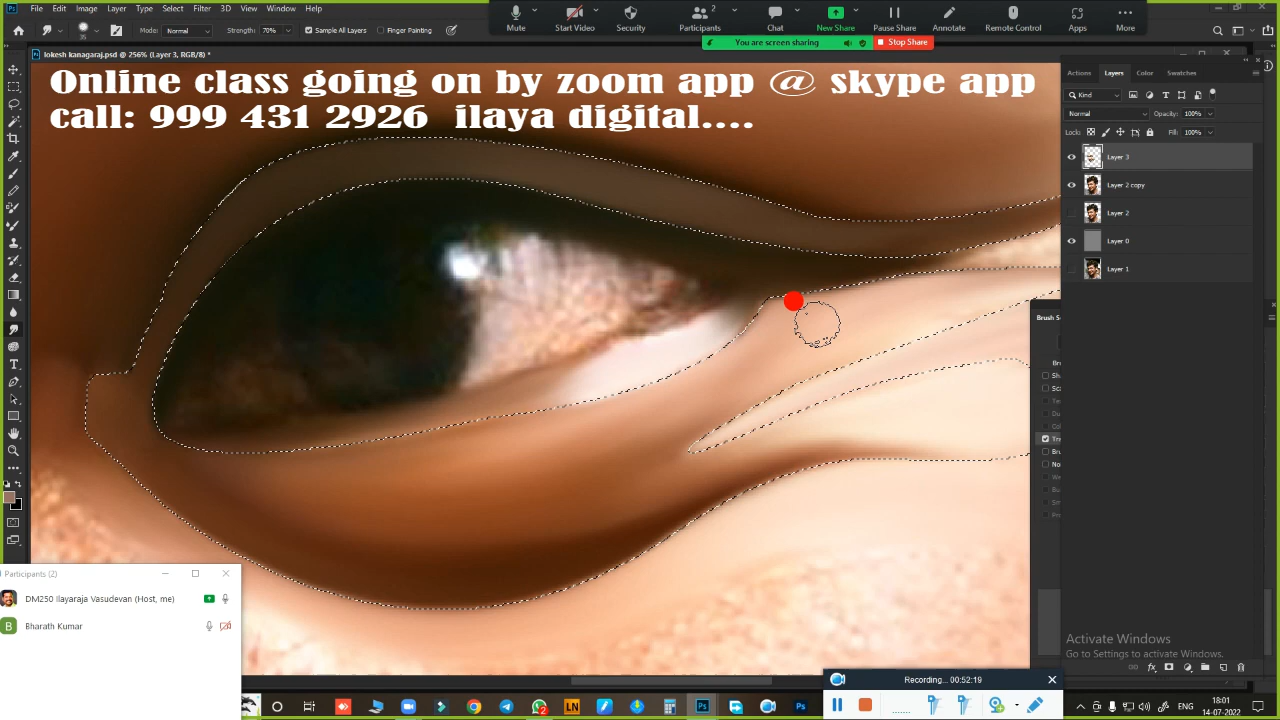 File Edit Image Layer Type Select Filter 3D View Window Help
Mute Start Video Security Participants 2 Chat New Share Pause Share Annotate Remote Control Apps More
Mode: Normal Strength: 70% Sample All Layers Finger Painting
You are screen sharing Stop Share
lokesh kanagaraj.psd @ 256% (Layer 3, RGB/8) *
Online class going on by zoom app @ skype app
call: 999 431 2926 ilaya digital....
Actions Layers Color Swatches
Kind
Normal Opacity: 100%
Lock: Fill: 100%
Layer 3
Layer 2 copy
Layer 2
Layer 0
Layer 1
Brush S
Participants (2)
DM250 Ilayaraja Vasudevan (Host, me)
B Bharath Kumar
Activate Windows
Go to Settings to activate Windows.
Recording... 00:52:19
18:01
14-07-2022